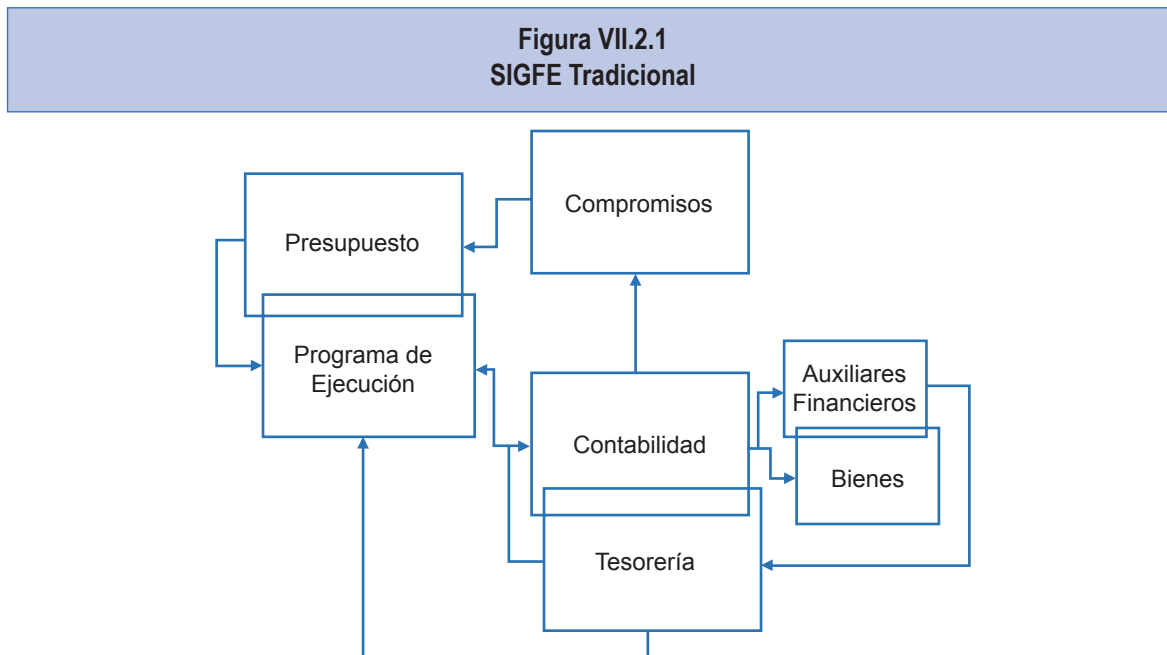 Figura VII.2.1
SIGFE Tradicional
Compromisos
Presupuesto
Programa de
Ejecución
Auxiliares
Financieros
Contabilidad
Bienes
Tesorería